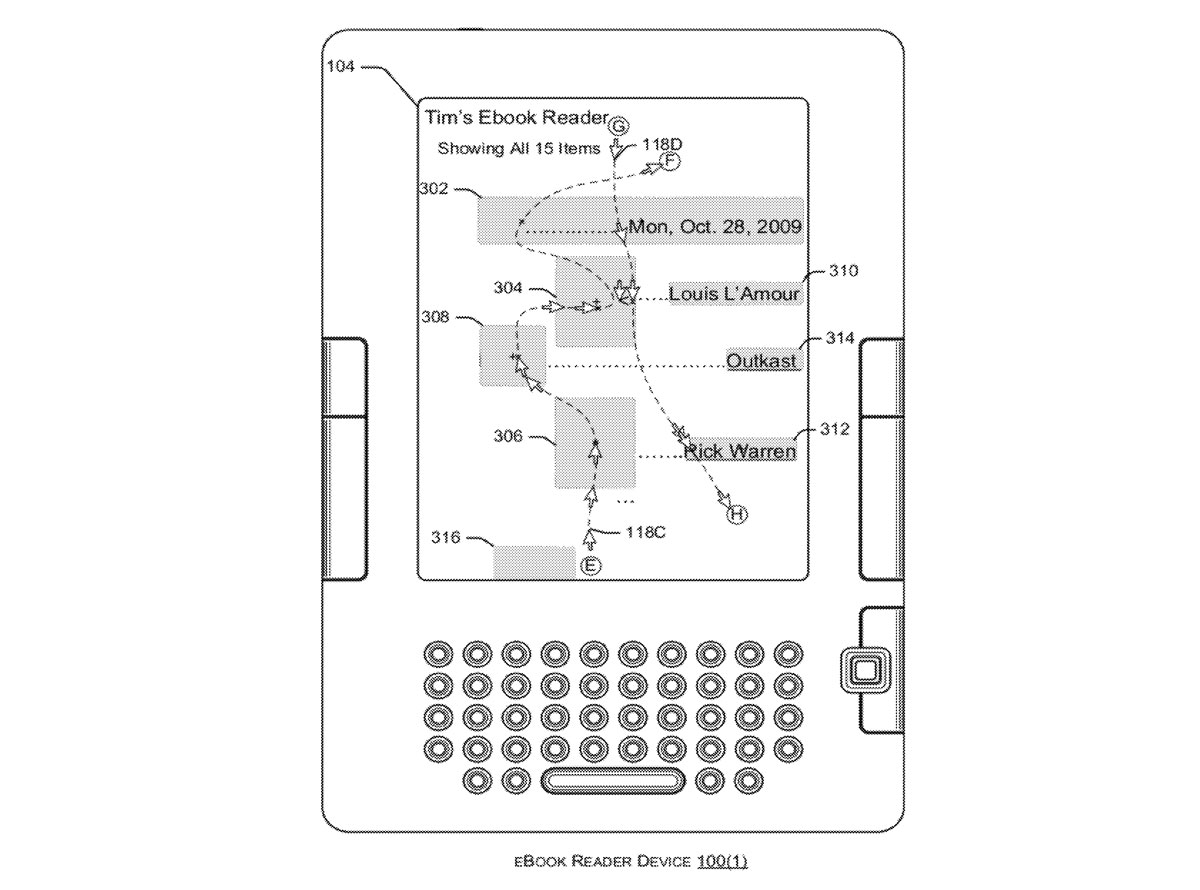 104
Tim's Ebook Reader
G
Showing All 15 Items
118D
F
302
Mon, Oct. 28, 2009
310
304
Louis L'Amour
308
314
Outkast
312
306
Rick Warren
...
H
316
118C
E
EBOOK READER DEVICE 100(1)